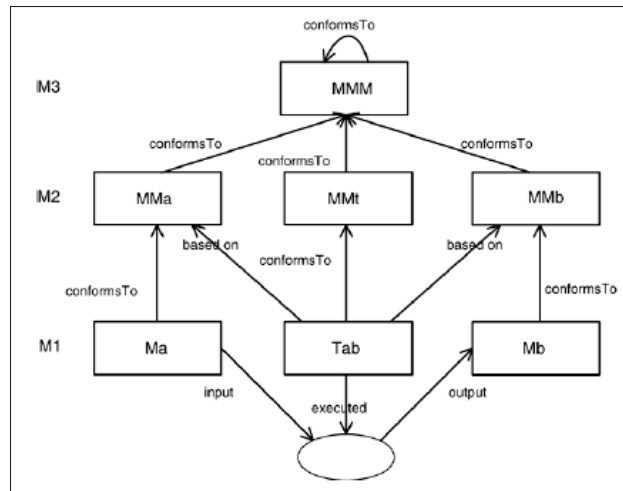 conformsTo
M3
MMM
conformsTo
conformsTo
conformsTo
M2
MMa
MMt
MMb
based on
based on
conformsTo
conformsTo
conformsTo
M1
Ma
Tab
Mb
input
executed
output